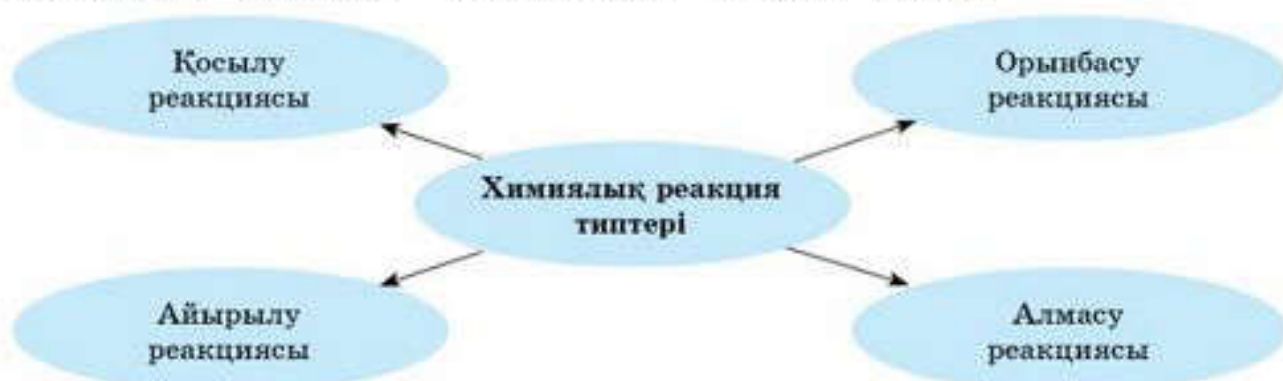 Қосылу
реакциясы
Орынбасу
реакциясы
Химиялық реакция
типтері
Айырылу
реакциясы
Алмасу
реакциясы